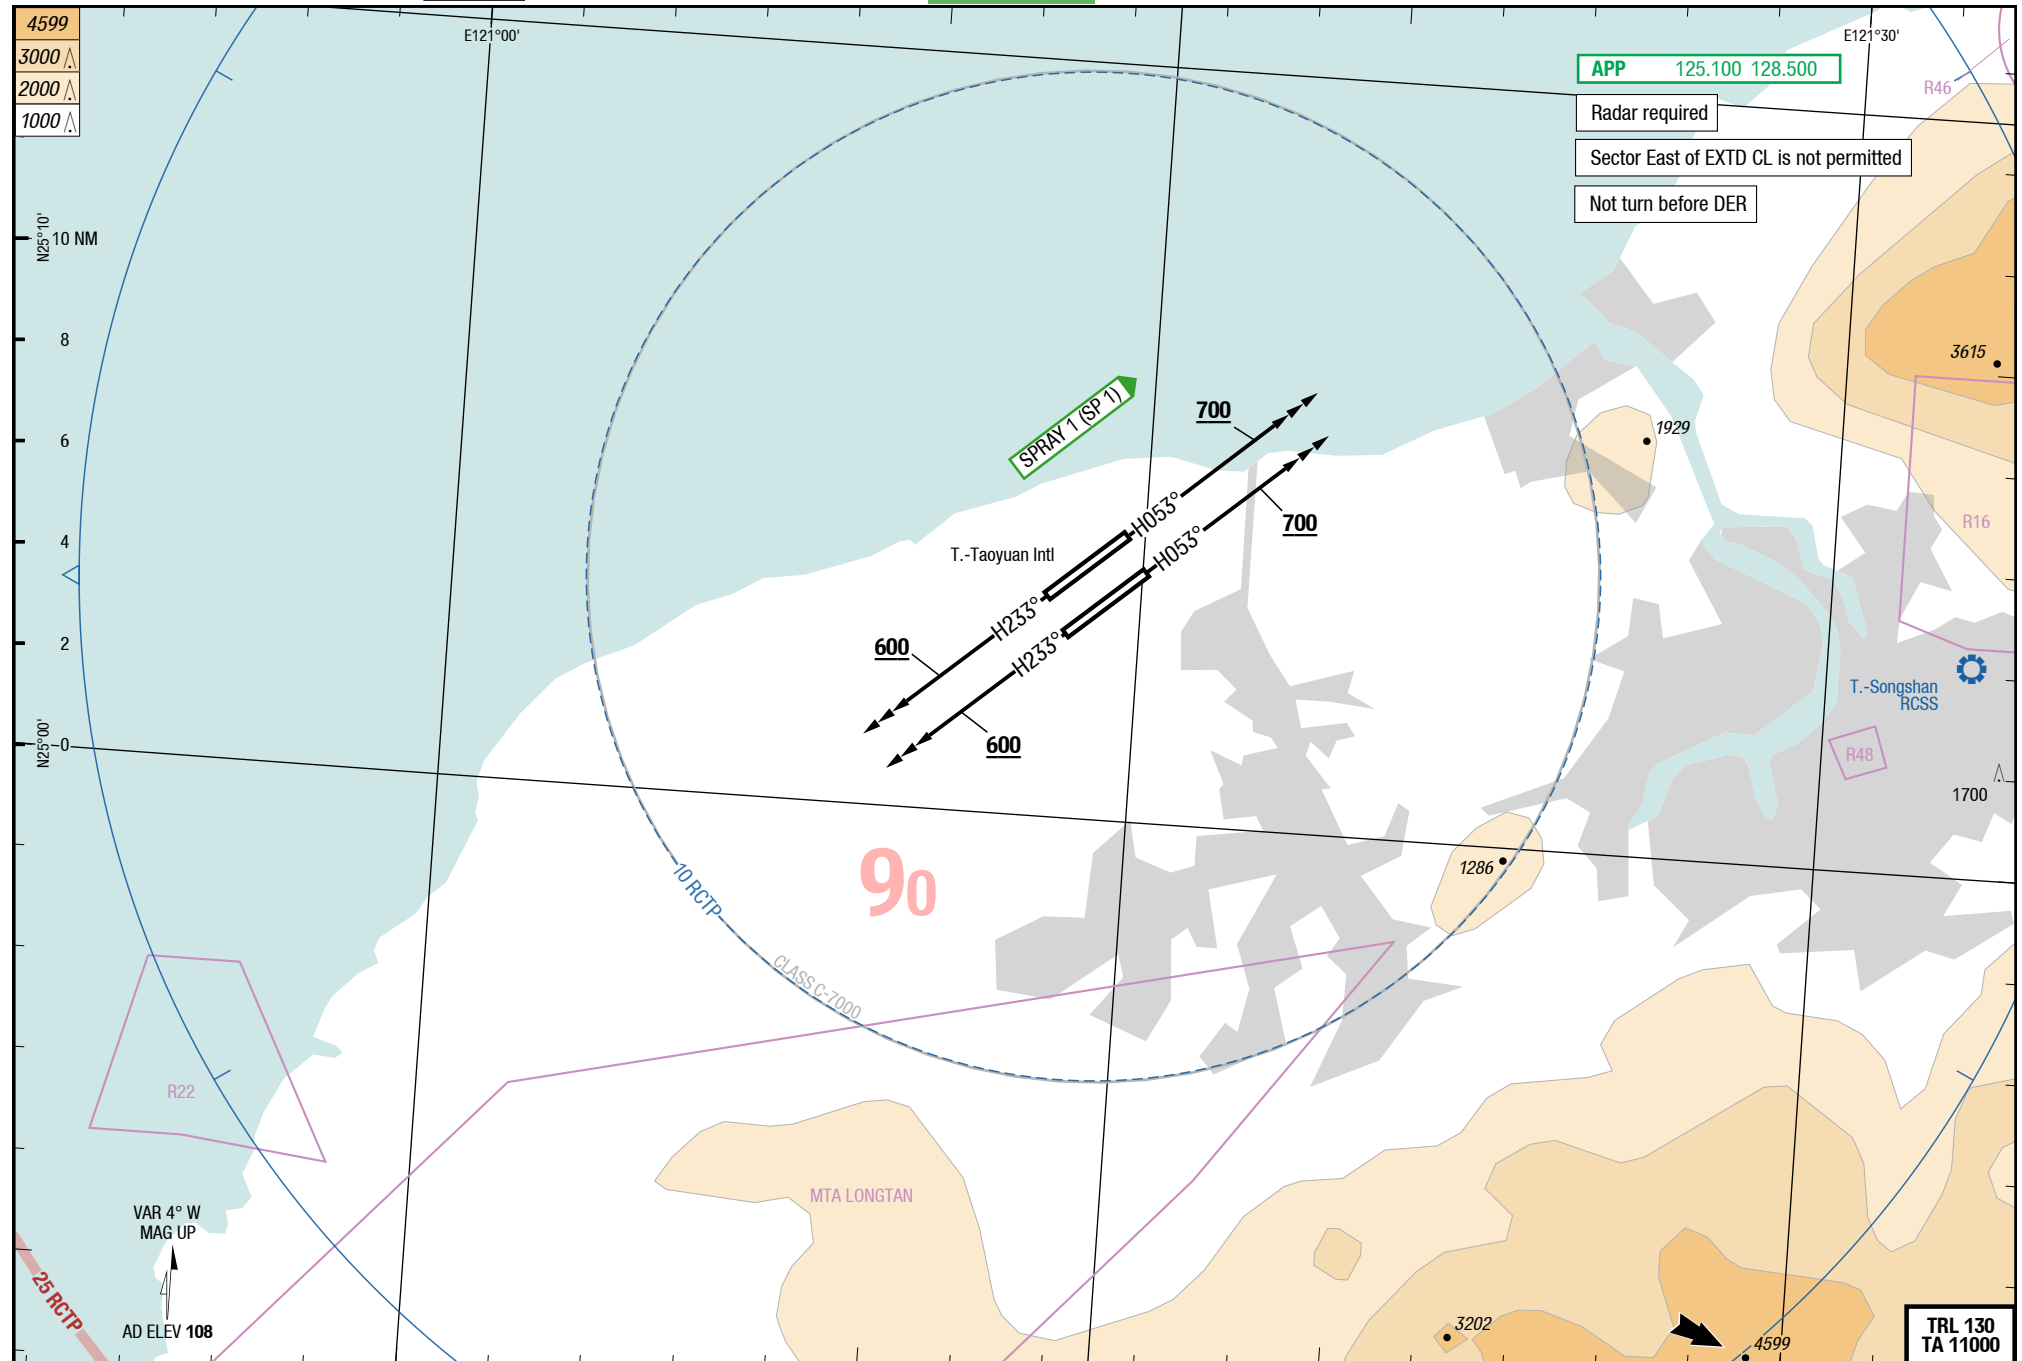 4599
3000
2000
1000
E121°00'
E121°30'
APP 125.100 128.500
Radar required
Sector East of EXTD CL is not permitted
Not turn before DER
R46
N25°10'
10 NM
8
6
4
2
0
N25°00'
3615
1929
R16
SPRAY 1 (SP 1)
700
H053°
700
H053°
T.-Taoyuan Intl
H233°
600
H233°
600
T.-Songshan
RCSS
R48
1700
1286
90
10 RCTP
CLASS C-7000
R22
MTA LONGTAN
VAR 4° W
MAG UP
25 RCTP
AD ELEV 108
3202
4599
TRL 130
TA 11000